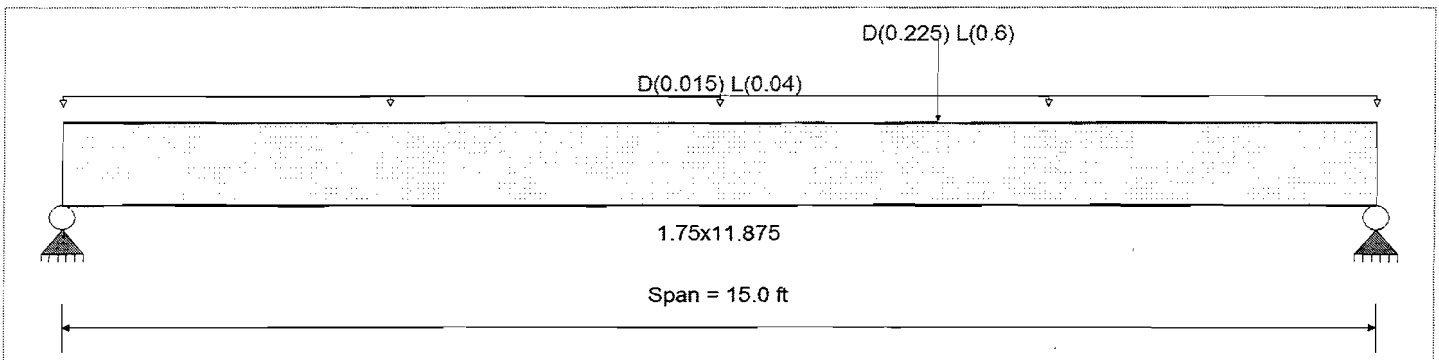 D(0.225) L(0.6)
D(0.015) L(0.04)
1.75x11.875
Span = 15.0 ft